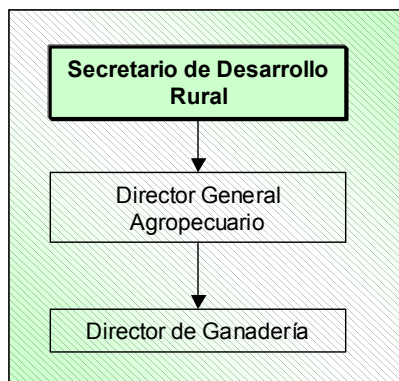 Secretario de Desarrollo
Rural
Director General
Agropecuario
Director de Ganadería